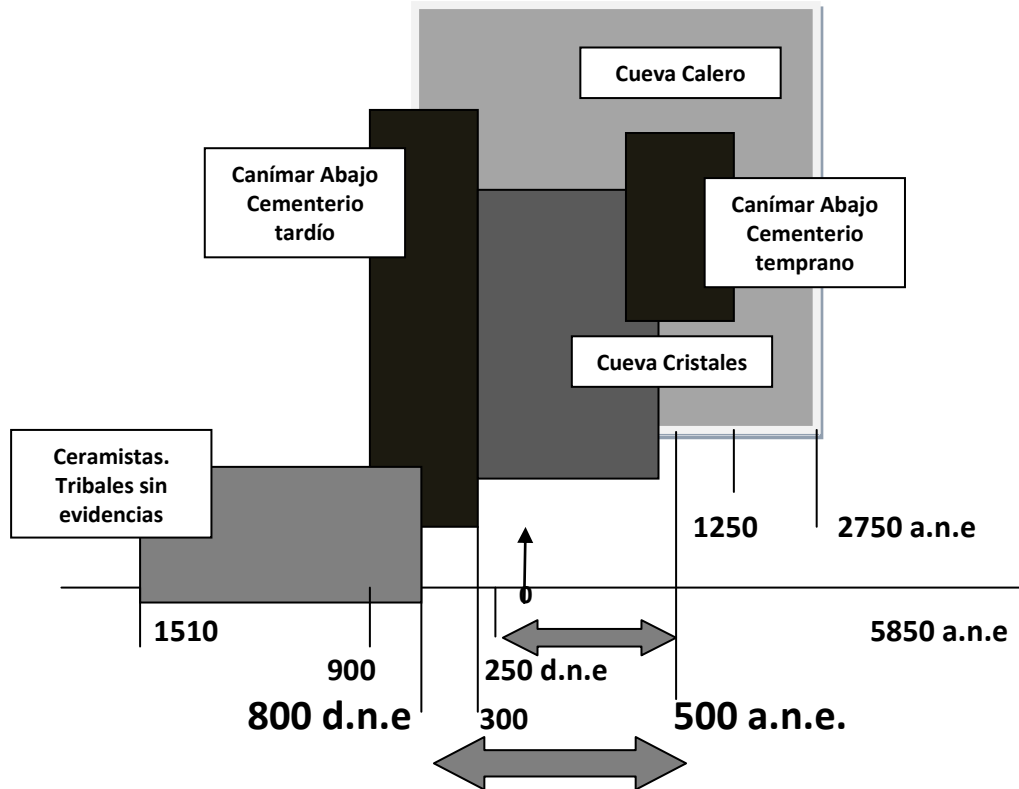 Cueva Calero
Canímar Abajo
Cementerio
tardío
Canímar Abajo
Cementerio
temprano
Cueva Cristales
Ceramistas.
Tribales sin
evidencias
1250
2750 a.n.e
0
1510
5850 a.n.e
900
250 d.n.e
800 d.n.e
300
500 a.n.e.